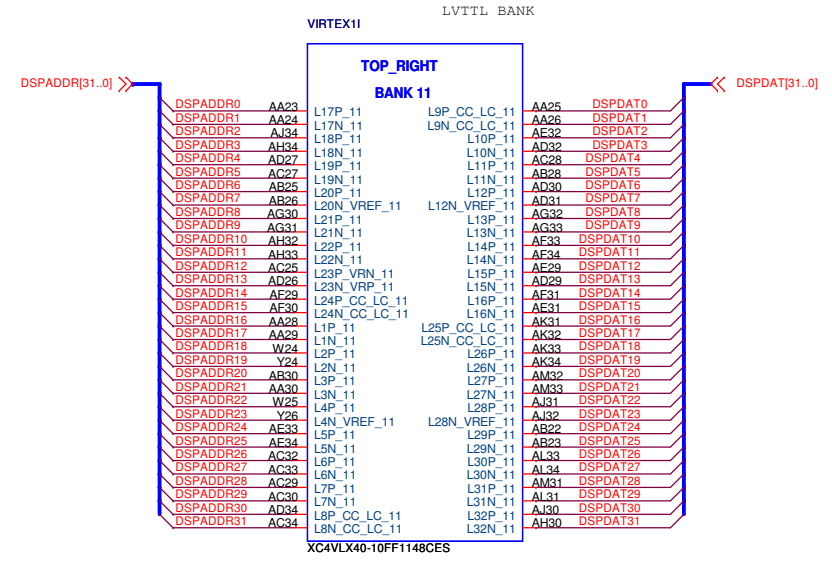 LVTTL BANK
VIRTEX1I
TOP_RIGHT
BANK 11
DSPADDR[31..0]
DSPDAT[31..0]
DSPADDR0 AA23 L17P_11 L9P_CC_LC_11 AA25 DSPDAT0
DSPADDR1 AA24 L17N_11 L9N_CC_LC_11 AA26 DSPDAT1
DSPADDR2 AJ34 L18P_11 L10P_11 AE32 DSPDAT2
DSPADDR3 AH34 L18N_11 L10N_11 AD32 DSPDAT3
DSPADDR4 AD27 L19P_11 L11P_11 AC28 DSPDAT4
DSPADDR5 AC27 L19N_11 L11N_11 AB28 DSPDAT5
DSPADDR6 AB25 L20P_11 L12P_11 AD30 DSPDAT6
DSPADDR7 AB26 L20N_VREF_11 L12N_VREF_11 AD31 DSPDAT7
DSPADDR8 AG30 L21P_11 L13P_11 AG32 DSPDAT8
DSPADDR9 AG31 L21N_11 L13N_11 AG33 DSPDAT9
DSPADDR10 AH32 L22P_11 L14P_11 AF33 DSPDAT10
DSPADDR11 AH33 L22N_11 L14N_11 AF34 DSPDAT11
DSPADDR12 AC25 L23P_VRN_11 L15P_11 AE29 DSPDAT12
DSPADDR13 AD26 L23N_VRP_11 L15N_11 AD29 DSPDAT13
DSPADDR14 AF29 L24P_CC_LC_11 L16P_11 AF31 DSPDAT14
DSPADDR15 AF30 L24N_CC_LC_11 L16N_11 AE31 DSPDAT15
DSPADDR16 AA28 L1P_11 L25P_CC_LC_11 AK31 DSPDAT16
DSPADDR17 AA29 L1N_11 L25N_CC_LC_11 AK32 DSPDAT17
DSPADDR18 W24 L2P_11 L26P_11 AK33 DSPDAT18
DSPADDR19 Y24 L2N_11 L26N_11 AK34 DSPDAT19
DSPADDR20 AB30 L3P_11 L27P_11 AM32 DSPDAT20
DSPADDR21 AA30 L3N_11 L27N_11 AM33 DSPDAT21
DSPADDR22 W25 L4P_11 L28P_11 AJ31 DSPDAT22
DSPADDR23 Y26 L4N_VREF_11 L28N_VREF_11 AJ32 DSPDAT23
DSPADDR24 AE33 L5P_11 L29P_11 AB22 DSPDAT24
DSPADDR25 AE34 L5N_11 L29N_11 AB23 DSPDAT25
DSPADDR26 AC32 L6P_11 L30P_11 AL33 DSPDAT26
DSPADDR27 AC33 L6N_11 L30N_11 AL34 DSPDAT27
DSPADDR28 AC29 L7P_11 L31P_11 AM31 DSPDAT28
DSPADDR29 AC30 L7N_11 L31N_11 AL31 DSPDAT29
DSPADDR30 AD34 L8P_CC_LC_11 L32P_11 AJ30 DSPDAT30
DSPADDR31 AC34 L8N_CC_LC_11 L32N_11 AH30 DSPDAT31
XC4VLX40-10FF1148CES